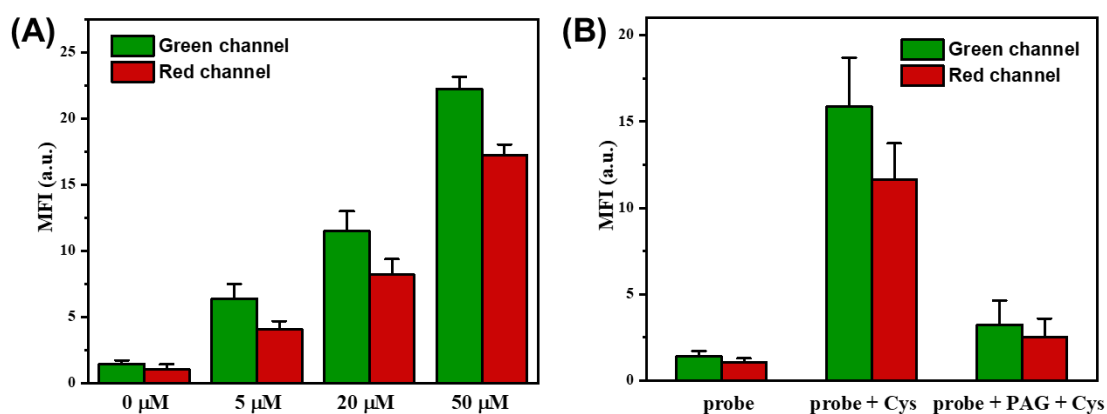 (A)
Green channel
Red channel
MFI (a.u.)
25
20
15
10
5
0
0 μM 5 μM 20 μM 50 μM
(B)
Green channel
Red channel
MFI (a.u.)
20
15
10
5
0
probe probe + Cys probe + PAG + Cys